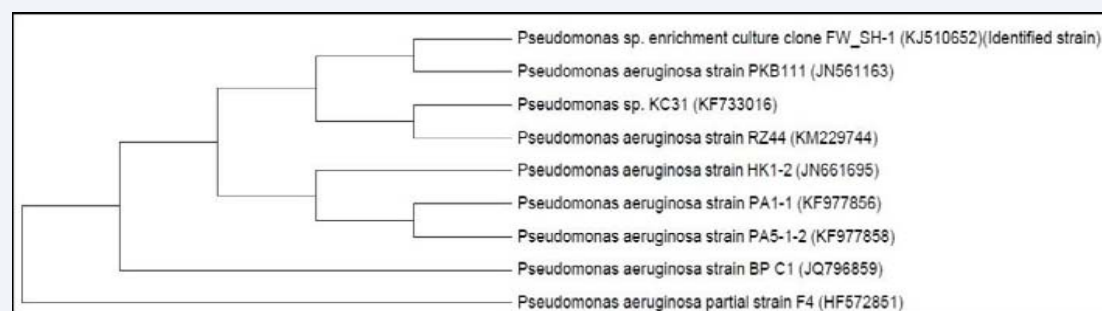 Pseudomonas sp. enrichment culture clone FW_SH-1 (KJ510652)(Identified strain)
Pseudomonas aeruginosa strain PKB111 (JN561163)
Pseudomonas sp. KC31 (KF733016)
Pseudomonas aeruginosa strain RZ44 (KM229744)
Pseudomonas aeruginosa strain HK1-2 (JN661695)
Pseudomonas aeruginosa strain PA1-1 (KF977856)
Pseudomonas aeruginosa strain PA5-1-2 (KF977858)
Pseudomonas aeruginosa strain BP C1 (JQ796859)
Pseudomonas aeruginosa partial strain F4 (HF572851)